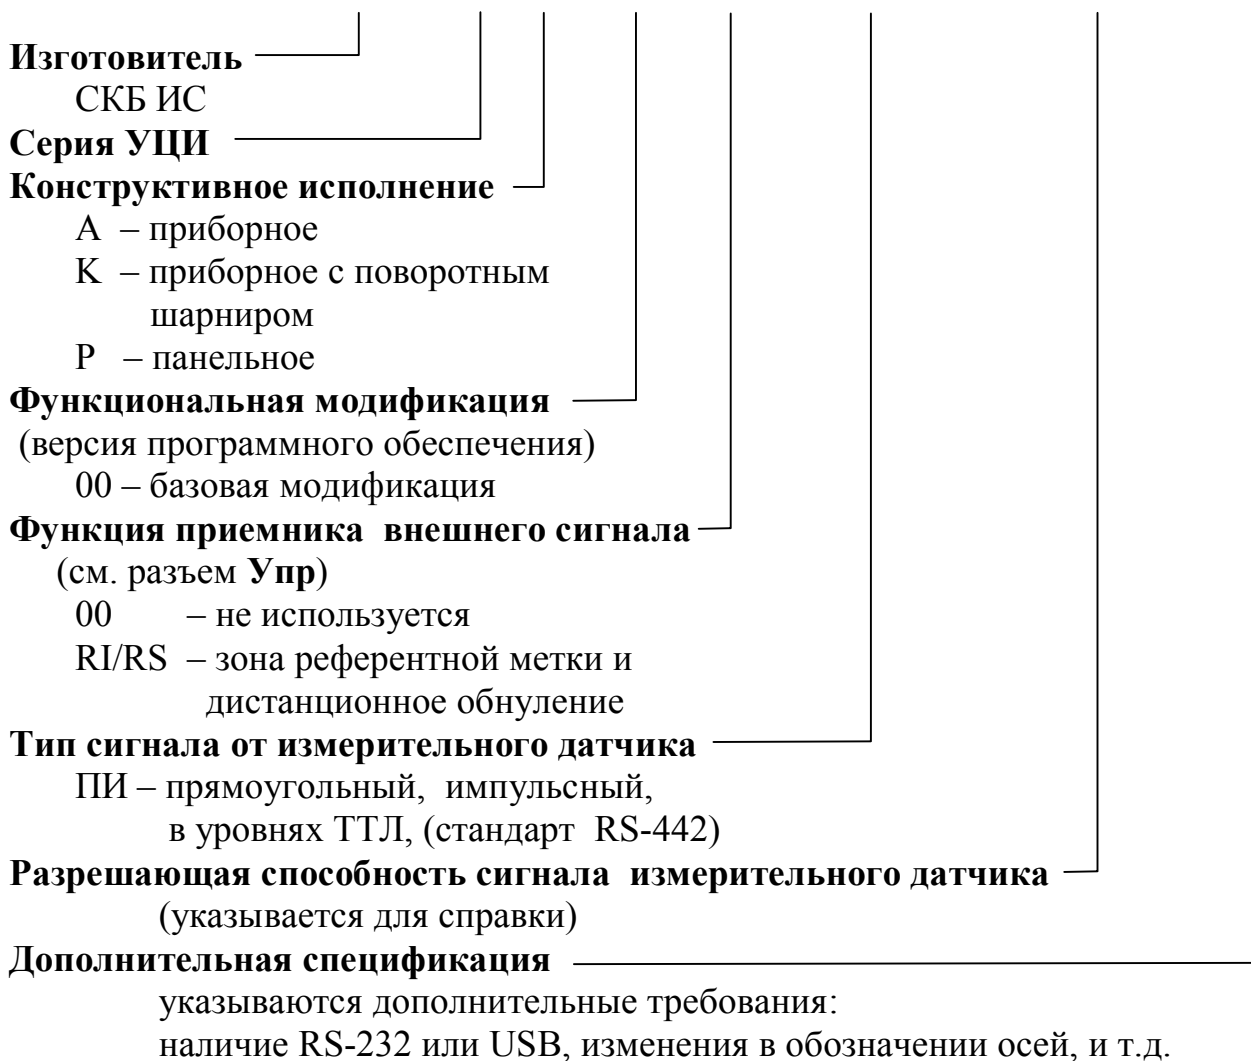 Изготовитель
СКБ ИС
Серия УЦИ
Конструктивное исполнение
А – приборное
К – приборное с поворотным
шарниром
Р – панельное
Функциональная модификация
(версия программного обеспечения)
00 – базовая модификация
Функция приемника внешнего сигнала
(см. разъем Упр)
00 – не используется
RI/RS – зона референтной метки и
дистанционное обнуление
Тип сигнала от измерительного датчика
ПИ – прямоугольный, импульсный,
в уровнях ТТЛ, (стандарт RS-442)
Разрешающая способность сигнала измерительного датчика
(указывается для справки)
Дополнительная спецификация
указываются дополнительные требования:
наличие RS-232 или USB, изменения в обозначении осей, и т.д.